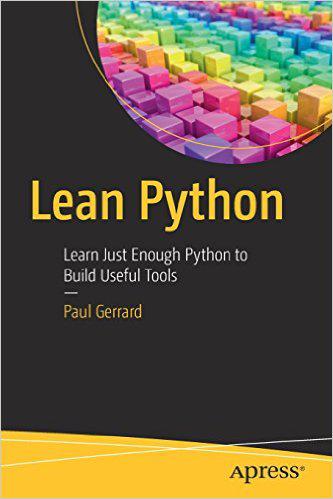 Lean Python
Learn Just Enough Python to
Build Useful Tools
—
Paul Gerrard
Apress®